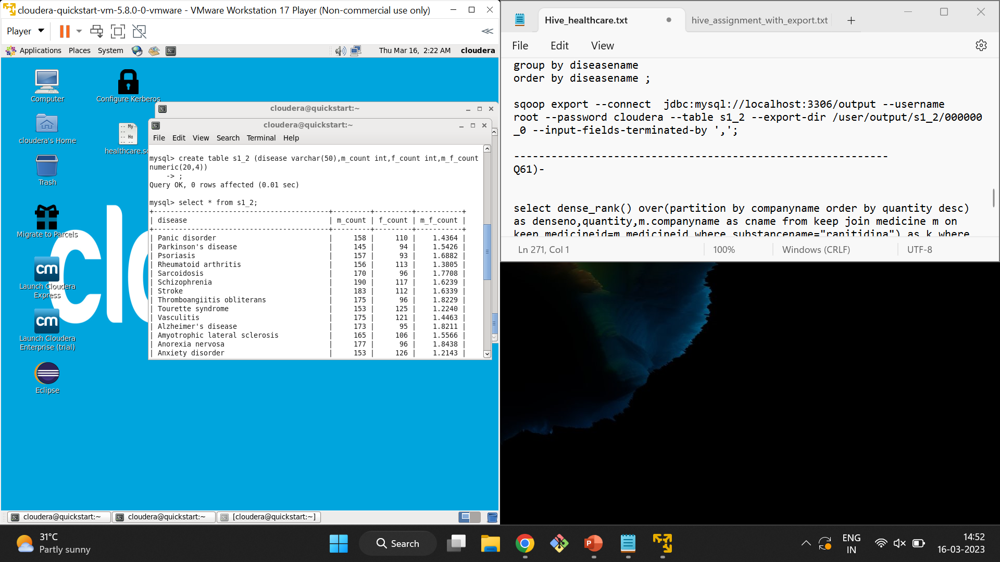 cloudera-quickstart-vm-5.8.0-0-vmware - VMware Workstation 17 Player (Non-commercial use only)
Player
Applications Places System
Thu Mar 16, 2:22 AM cloudera
Computer
Configure Kerberos
cloudera's Home
-- My
-- Ho
healthcare.s
Trash
Migrate to Parcels
cm
Launch Cloudera
Express
cm
Launch Cloudera
Enterprise (trial)
Eclipse
clo
cloudera@quickstart:~
cloudera@quickstart:~
File Edit View Search Terminal Help
mysql> create table s1_2 (disease varchar(50),m_count int,f_count int,m_f_count
numeric(20,4))
    -> ;
Query OK, 0 rows affected (0.01 sec)
mysql> select * from s1_2;
+------------------------------------------+---------+---------+-----------+
| disease | m_count | f_count | m_f_count |
+------------------------------------------+---------+---------+-----------+
| Panic disorder | 158 | 110 | 1.4364 |
| Parkinson's disease | 145 | 94 | 1.5426 |
| Psoriasis | 157 | 93 | 1.6882 |
| Rheumatoid arthritis | 156 | 113 | 1.3805 |
| Sarcoidosis | 170 | 96 | 1.7708 |
| Schizophrenia | 190 | 117 | 1.6239 |
| Stroke | 183 | 112 | 1.6339 |
| Thromboangiitis obliterans | 175 | 96 | 1.8229 |
| Tourette syndrome | 153 | 125 | 1.2240 |
| Vasculitis | 175 | 121 | 1.4463 |
| Alzheimer's disease | 173 | 95 | 1.8211 |
| Amyotrophic lateral sclerosis | 165 | 106 | 1.5566 |
| Anorexia nervosa | 177 | 96 | 1.8438 |
| Anxiety disorder | 153 | 126 | 1.2143 |
cloudera@quickstart:~ cloudera@quickstart:~ [cloudera@quickstart:~]
Hive_healthcare.txt hive_assignment_with_export.txt
File Edit View
group by diseasename
order by diseasename ;
sqoop export --connect  jdbc:mysql://localhost:3306/output --username
root --password cloudera --table s1_2 --export-dir /user/output/s1_2/000000
_0 --input-fields-terminated-by ',';
------------------------------------------------------------
Q61)-
select dense_rank() over(partition by companyname order by quantity desc)
as denseno,quantity,m.companyname as cname from keep join medicine m on
keep.medicineid=m.medicineid where substancename="ranitidina") as k where
Ln 271, Col 1 100% Windows (CRLF) UTF-8
31°C
Partly sunny
Search
ENG
IN
14:52
16-03-2023